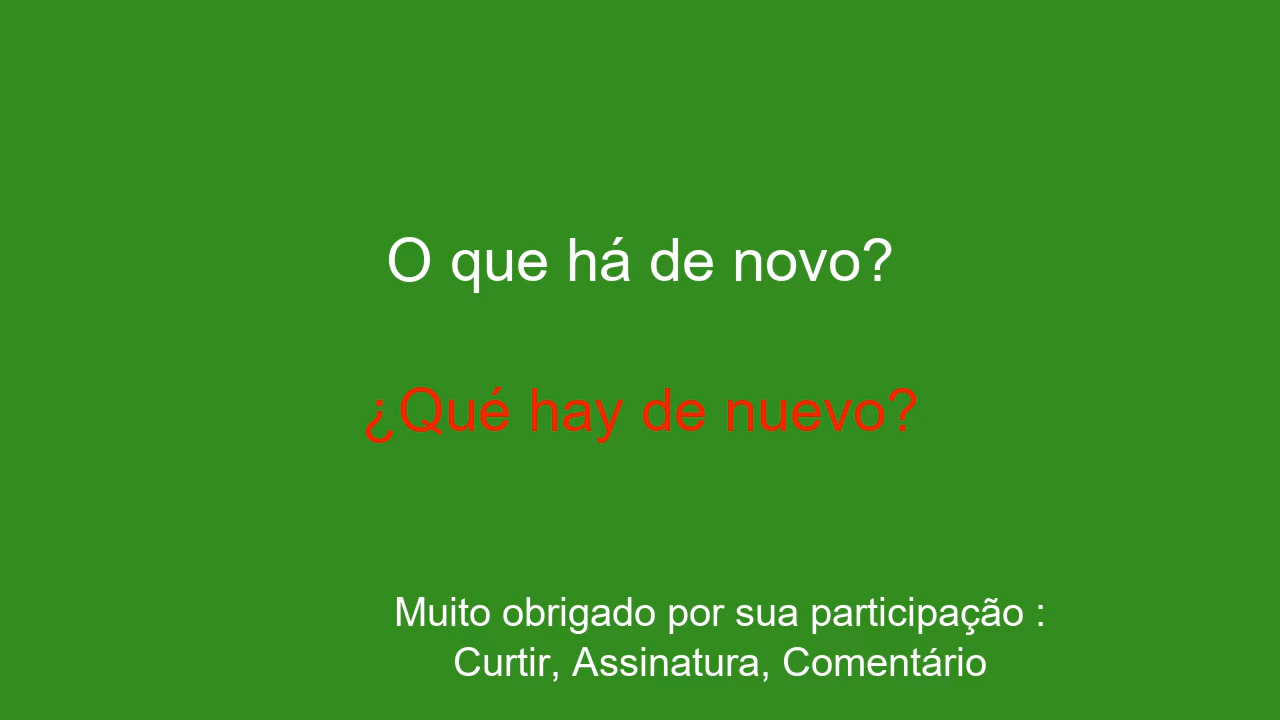 O que há de novo?
¿Qué hay de nuevo?
Muito obrigado por sua participação :
Curtir, Assinatura, Comentário